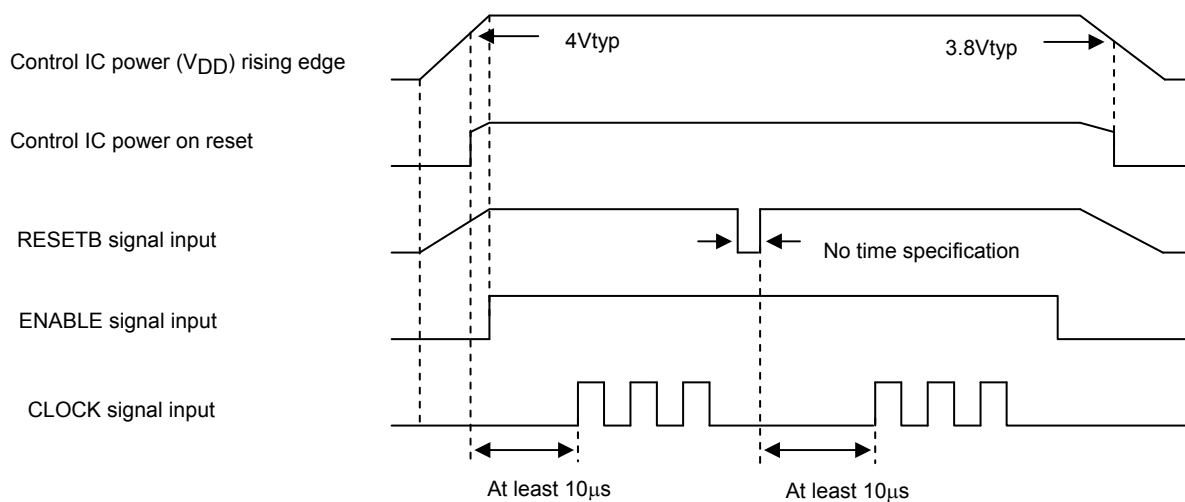 4Vtyp
3.8Vtyp
Control IC power (VDD) rising edge
Control IC power on reset
RESETB signal input
No time specification
ENABLE signal input
CLOCK signal input
At least 10μs
At least 10μs